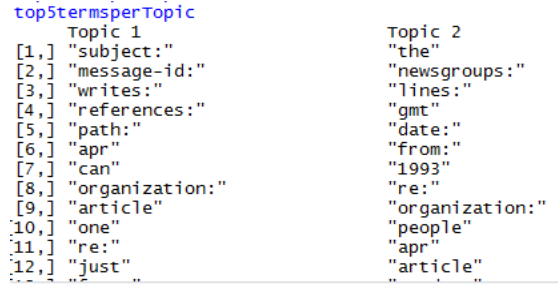 top5termsperTopic
Topic 1 Topic 2
[1,] "subject:" "the"
[2,] "message-id:" "newsgroups:"
[3,] "writes:" "lines:"
[4,] "references:" "gmt"
[5,] "path:" "date:"
[6,] "apr" "from:"
[7,] "can" "1993"
[8,] "organization:" "re:"
[9,] "article" "organization:"
[10,] "one" "people"
[11,] "re:" "apr"
[12,] "just" "article"